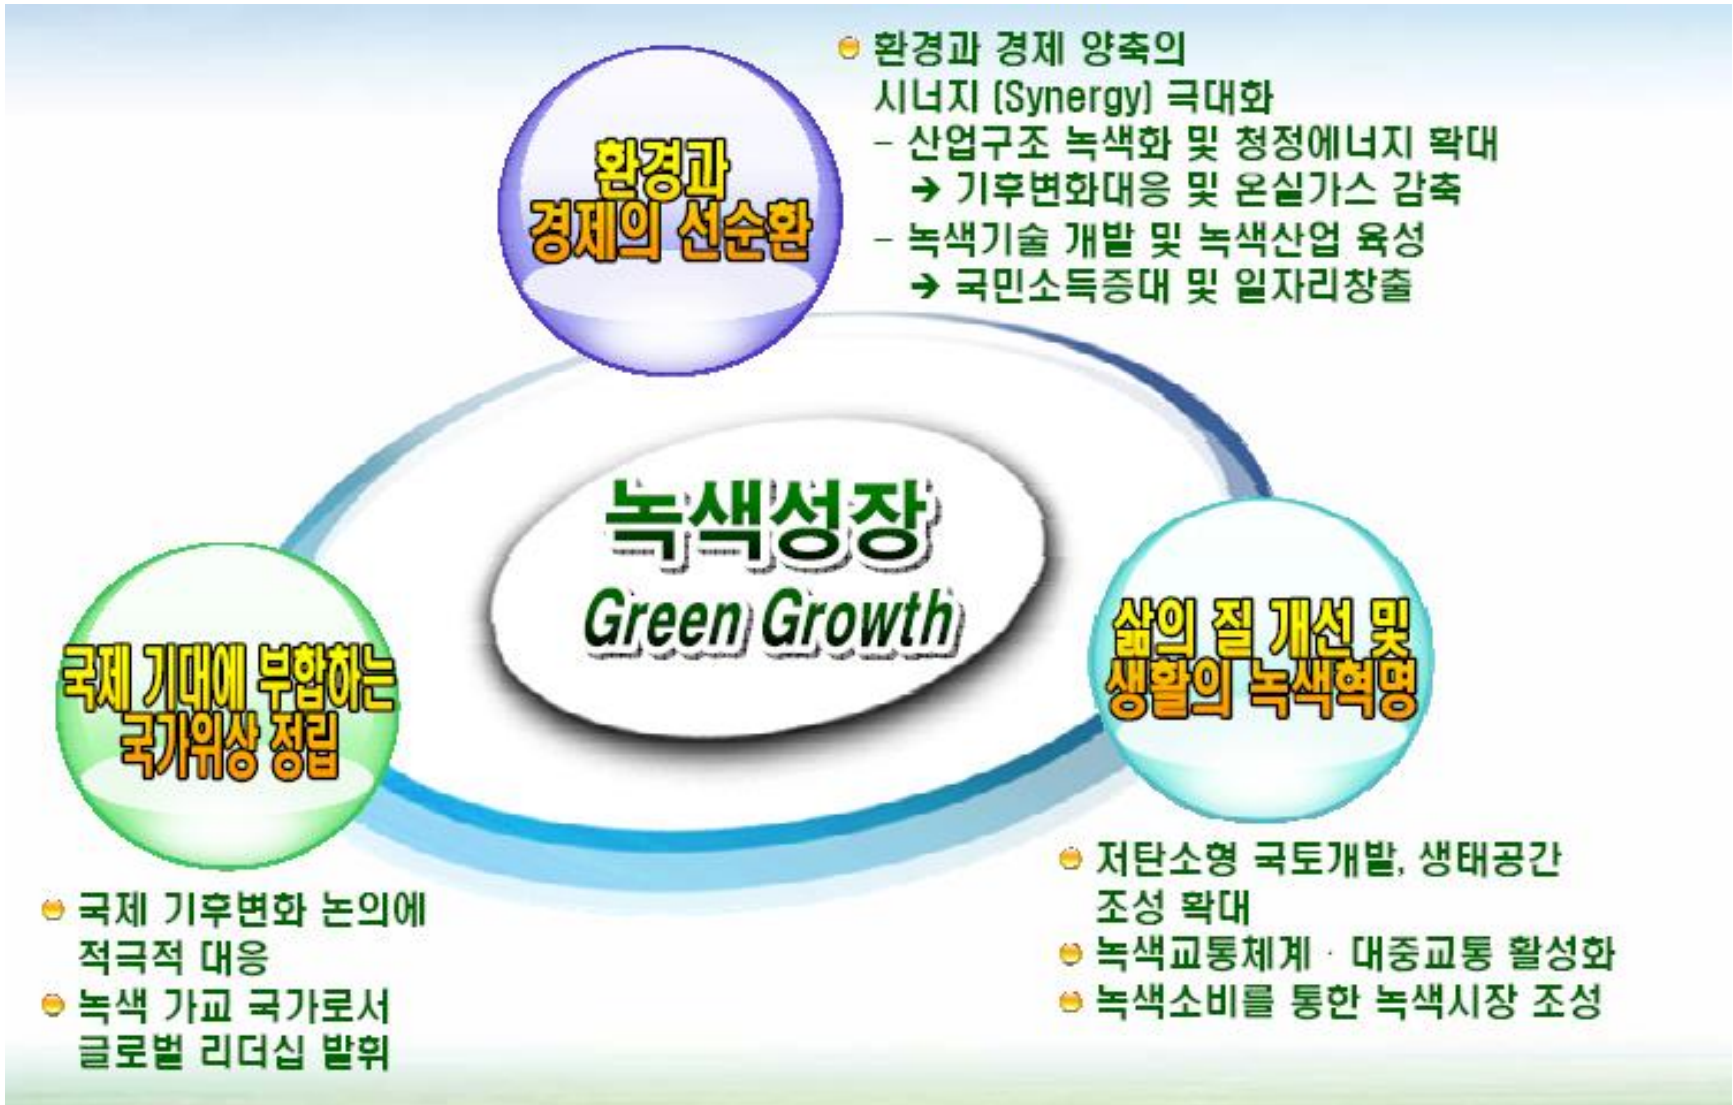 환경과
경제의 선순환
환경과 경제 양축의
시너지 (Synergy) 극대화
– 산업구조 녹색화 및 청정에너지 확대
➔ 기후변화대응 및 온실가스 감축
– 녹색기술 개발 및 녹색산업 육성
➔ 국민소득증대 및 일자리창출
녹색성장
Green Growth
국제 기대에 부합하는
국가위상 정립
국제 기후변화 논의에
적극적 대응
녹색 가교 국가로서
글로벌 리더십 발휘
삶의 질 개선 및
생활의 녹색혁명
저탄소형 국토개발, 생태공간
조성 확대
녹색교통체계 · 대중교통 활성화
녹색소비를 통한 녹색시장 조성